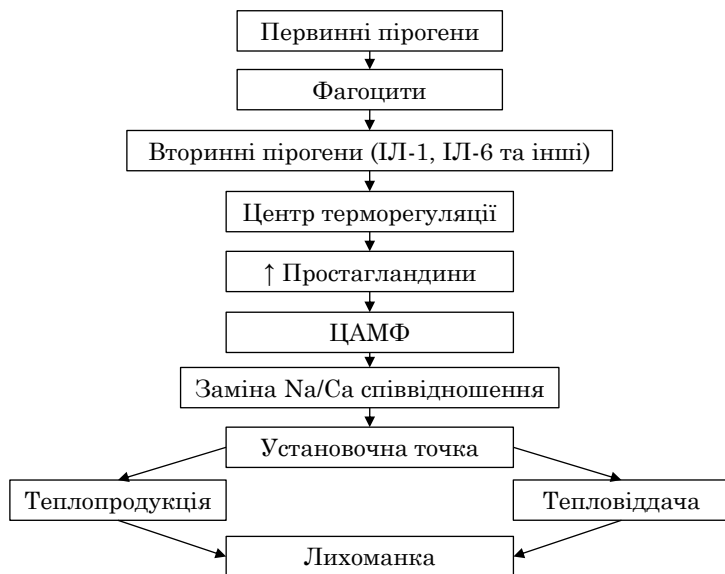 Первинні пірогени
Фагоцити
Вторинні пірогени (ІЛ-1, ІЛ-6 та інші)
Центр терморегуляції
↑ Простагландини
ЦАМФ
Заміна Na/Ca співвідношення
Установочна точка
Теплопродукція
Тепловіддача
Лихоманка